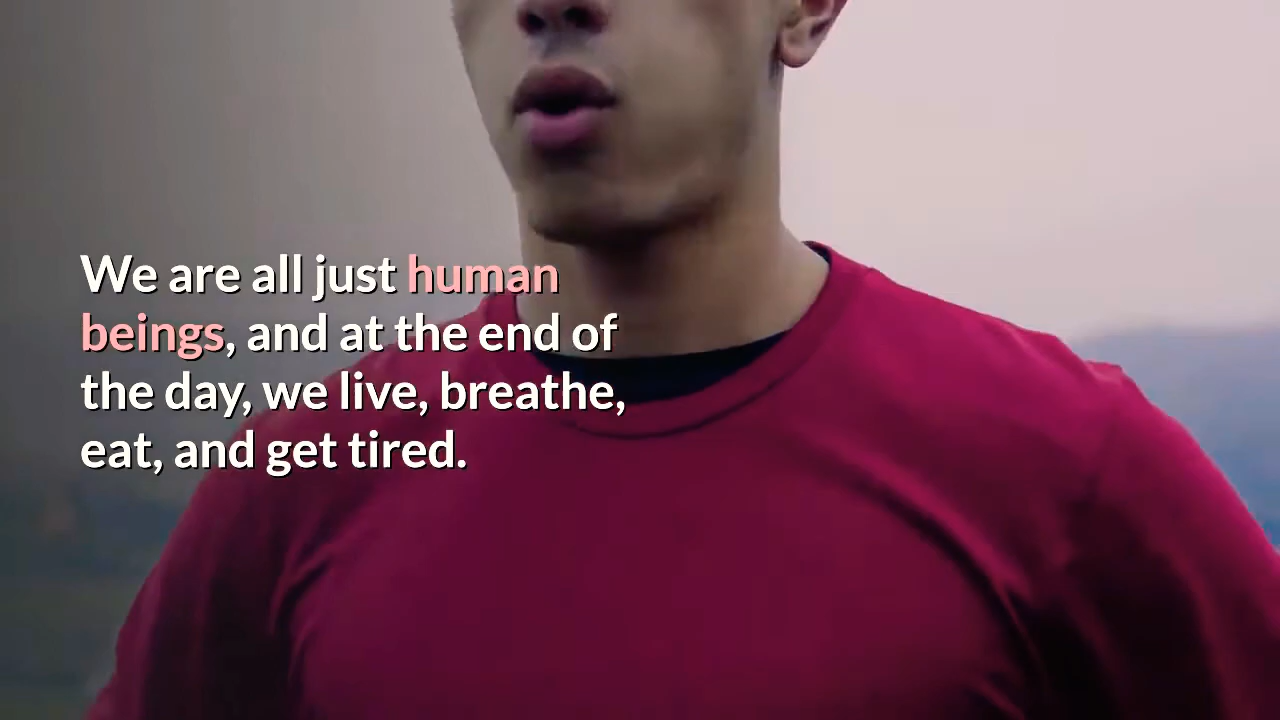 We are all just human
beings, and at the end of
the day, we live, breathe,
eat, and get tired.